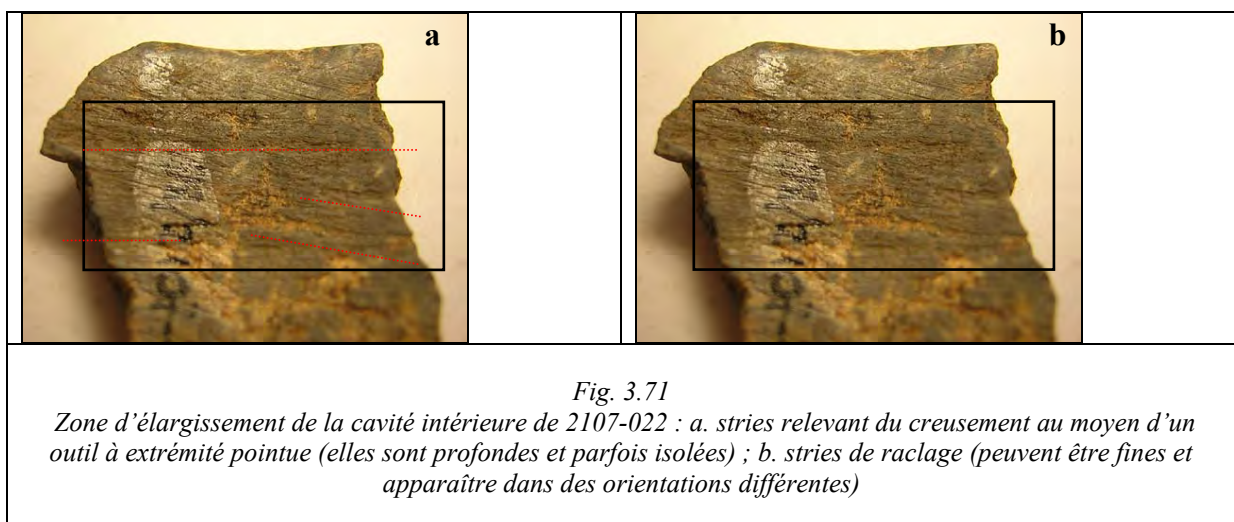 a
b
Fig. 3.71
Zone d’élargissement de la cavité intérieure de 2107-022 : a. stries relevant du creusement au moyen d’un
outil à extrémité pointue (elles sont profondes et parfois isolées) ; b. stries de raclage (peuvent être fines et
apparaître dans des orientations différentes)